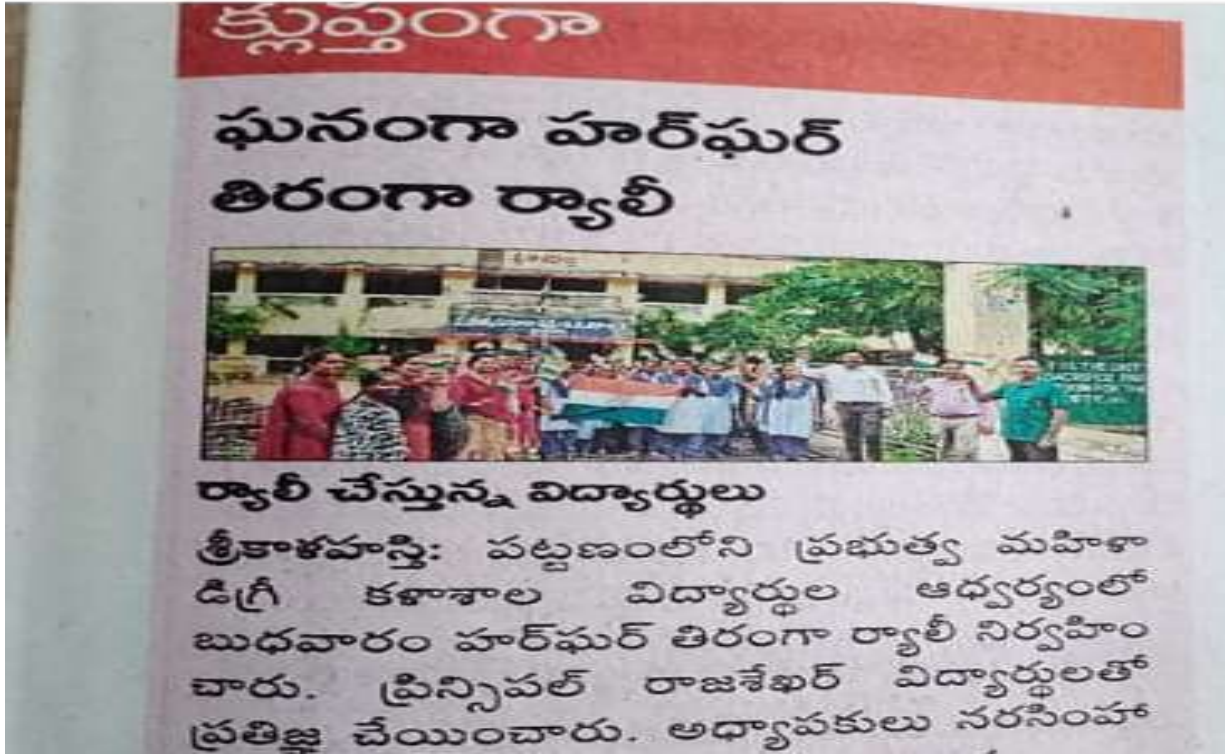 క్లుప్తంగా
ఘనంగా హర్‌ఘర్
తిరంగా ర్యాలీ
ర్యాలీ చేస్తున్న విద్యార్థులు
శ్రీకాళహస్తి: పట్టణంలోని ప్రభుత్వ మహిళా
డిగ్రీ కళాశాల విద్యార్థుల ఆధ్వర్యంలో
బుధవారం హర్‌ఘర్ తిరంగా ర్యాలీ నిర్వహిం
చారు. ప్రిన్సిపల్ రాజశేఖర్ విద్యార్థులతో
ప్రతిజ్ఞ చేయించారు. అధ్యాపకులు నరసింహా